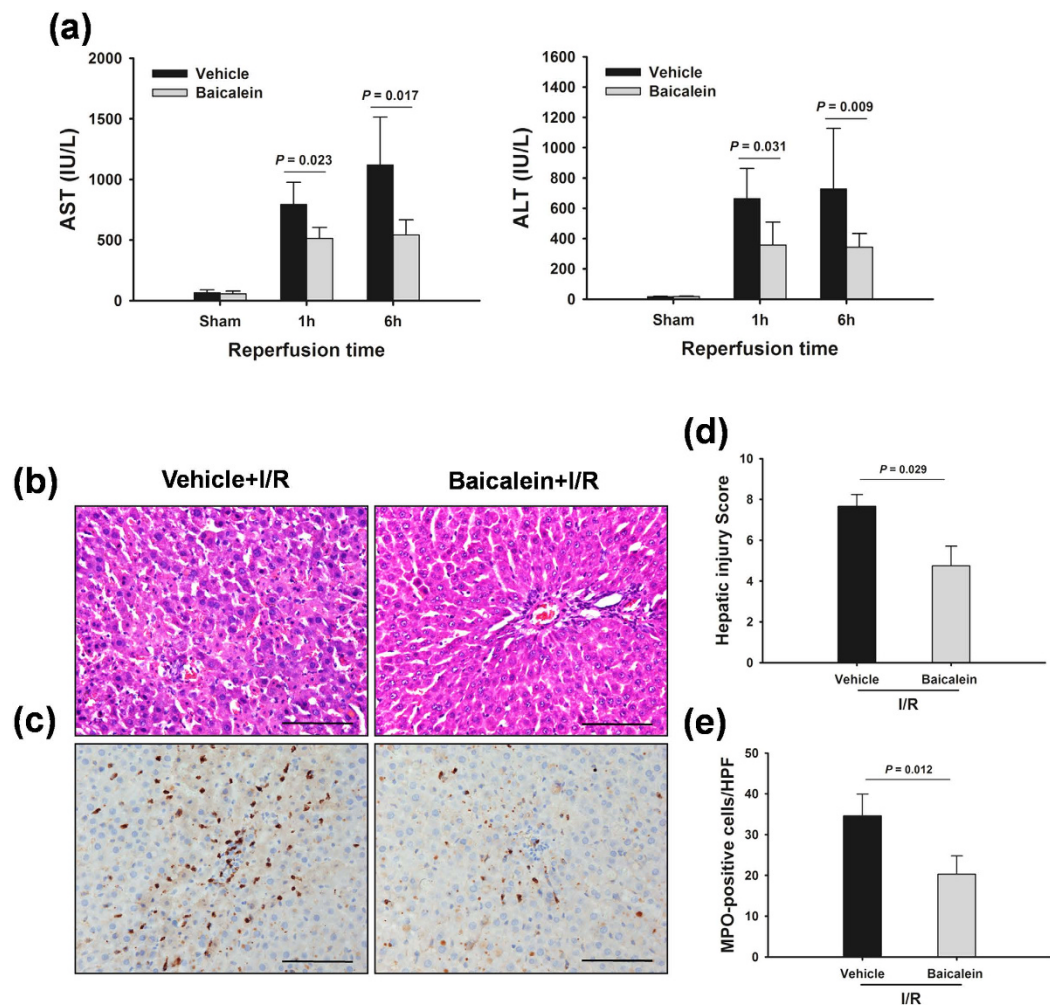 (a)
2000
1500
1000
500
0
AST (IU/L)
Vehicle
Baicalein
P = 0.023
P = 0.017
Sham 1h 6h
Reperfusion time
1600
1400
1200
1000
800
600
400
200
0
ALT (IU/L)
Vehicle
Baicalein
P = 0.031
P = 0.009
Sham 1h 6h
Reperfusion time
(b)
Vehicle+I/R Baicalein+I/R
(c)
(d)
10
8
6
4
2
0
Hepatic injury Score
P = 0.029
Vehicle Baicalein
I/R
(e)
50
40
30
20
10
0
MPO-positive cells/HPF
P = 0.012
Vehicle Baicalein
I/R